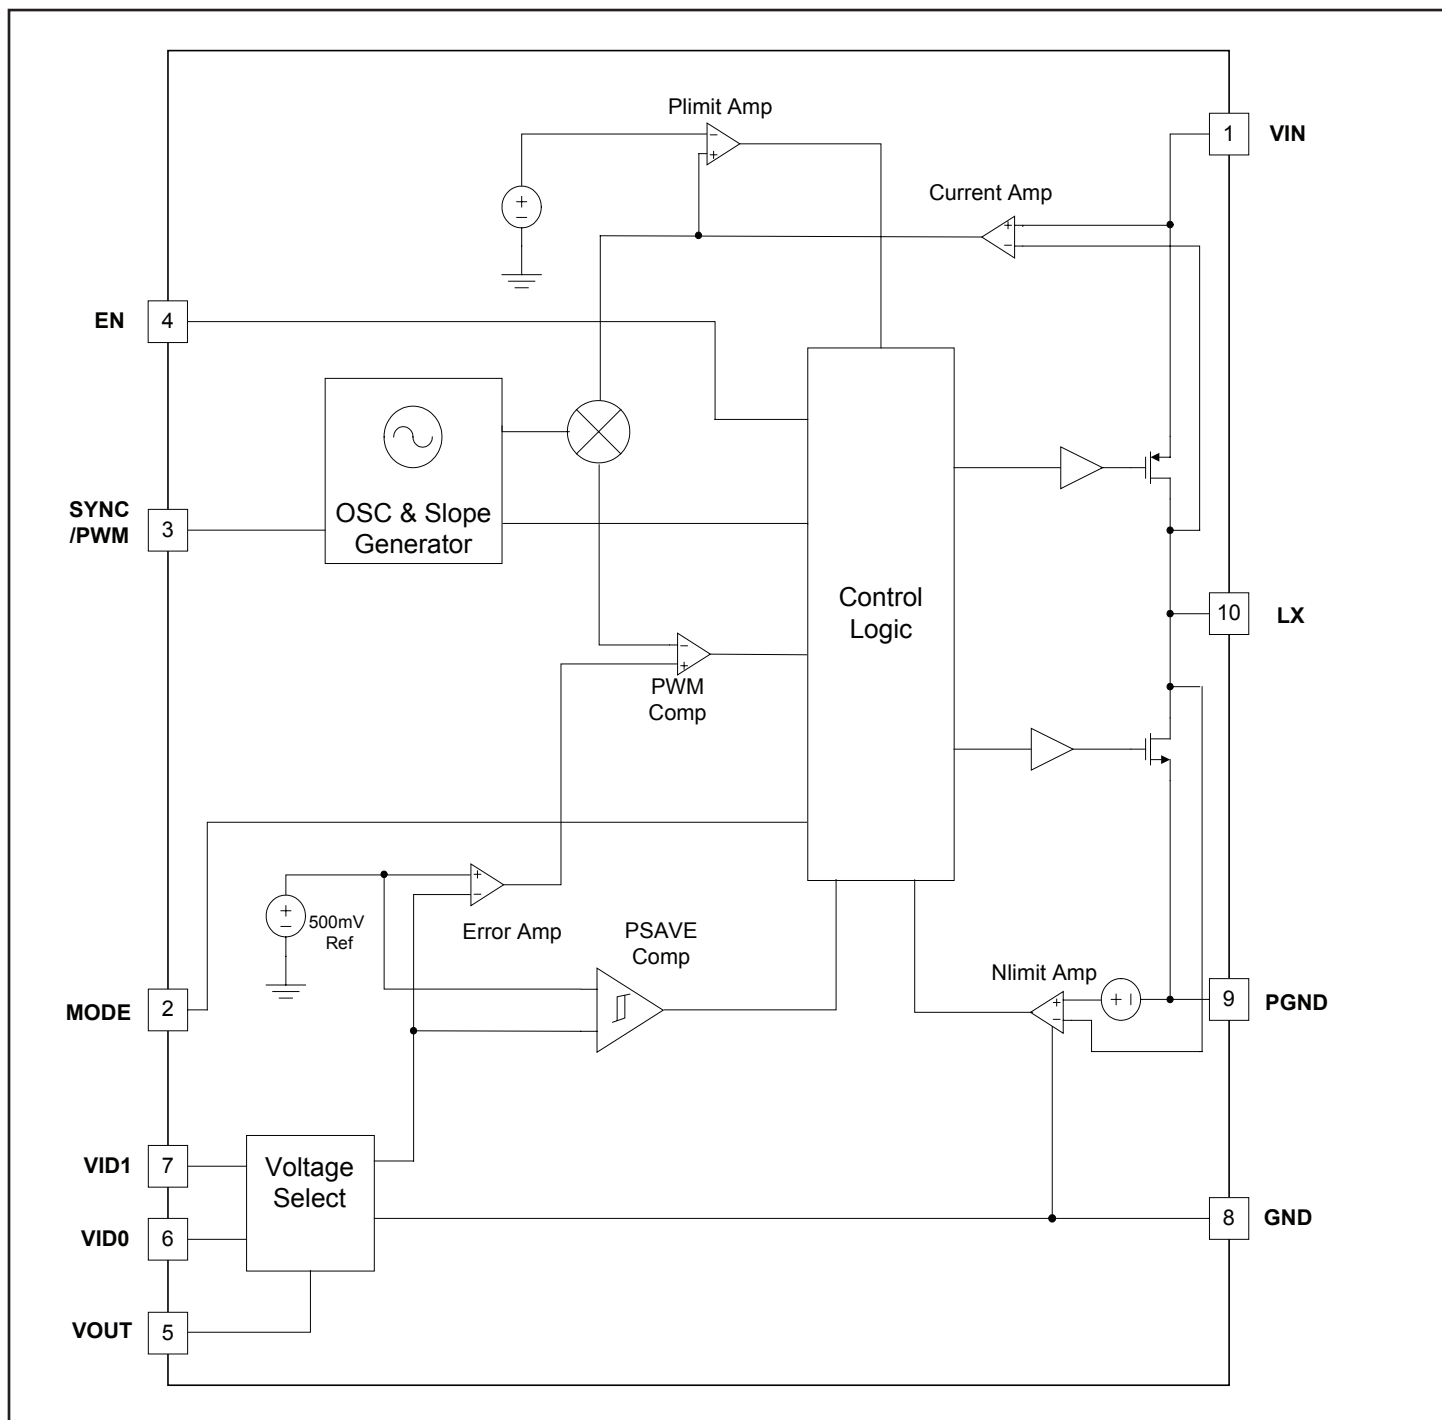 Plimit Amp
1
VIN
Current Amp
EN
4
SYNC
/PWM
3
OSC & Slope
Generator
Control
Logic
10
LX
PWM
Comp
500mV
Ref
Error Amp
PSAVE
Comp
Nlimit Amp
MODE
2
9
PGND
VID1
7
Voltage
Select
VID0
6
8
GND
VOUT
5